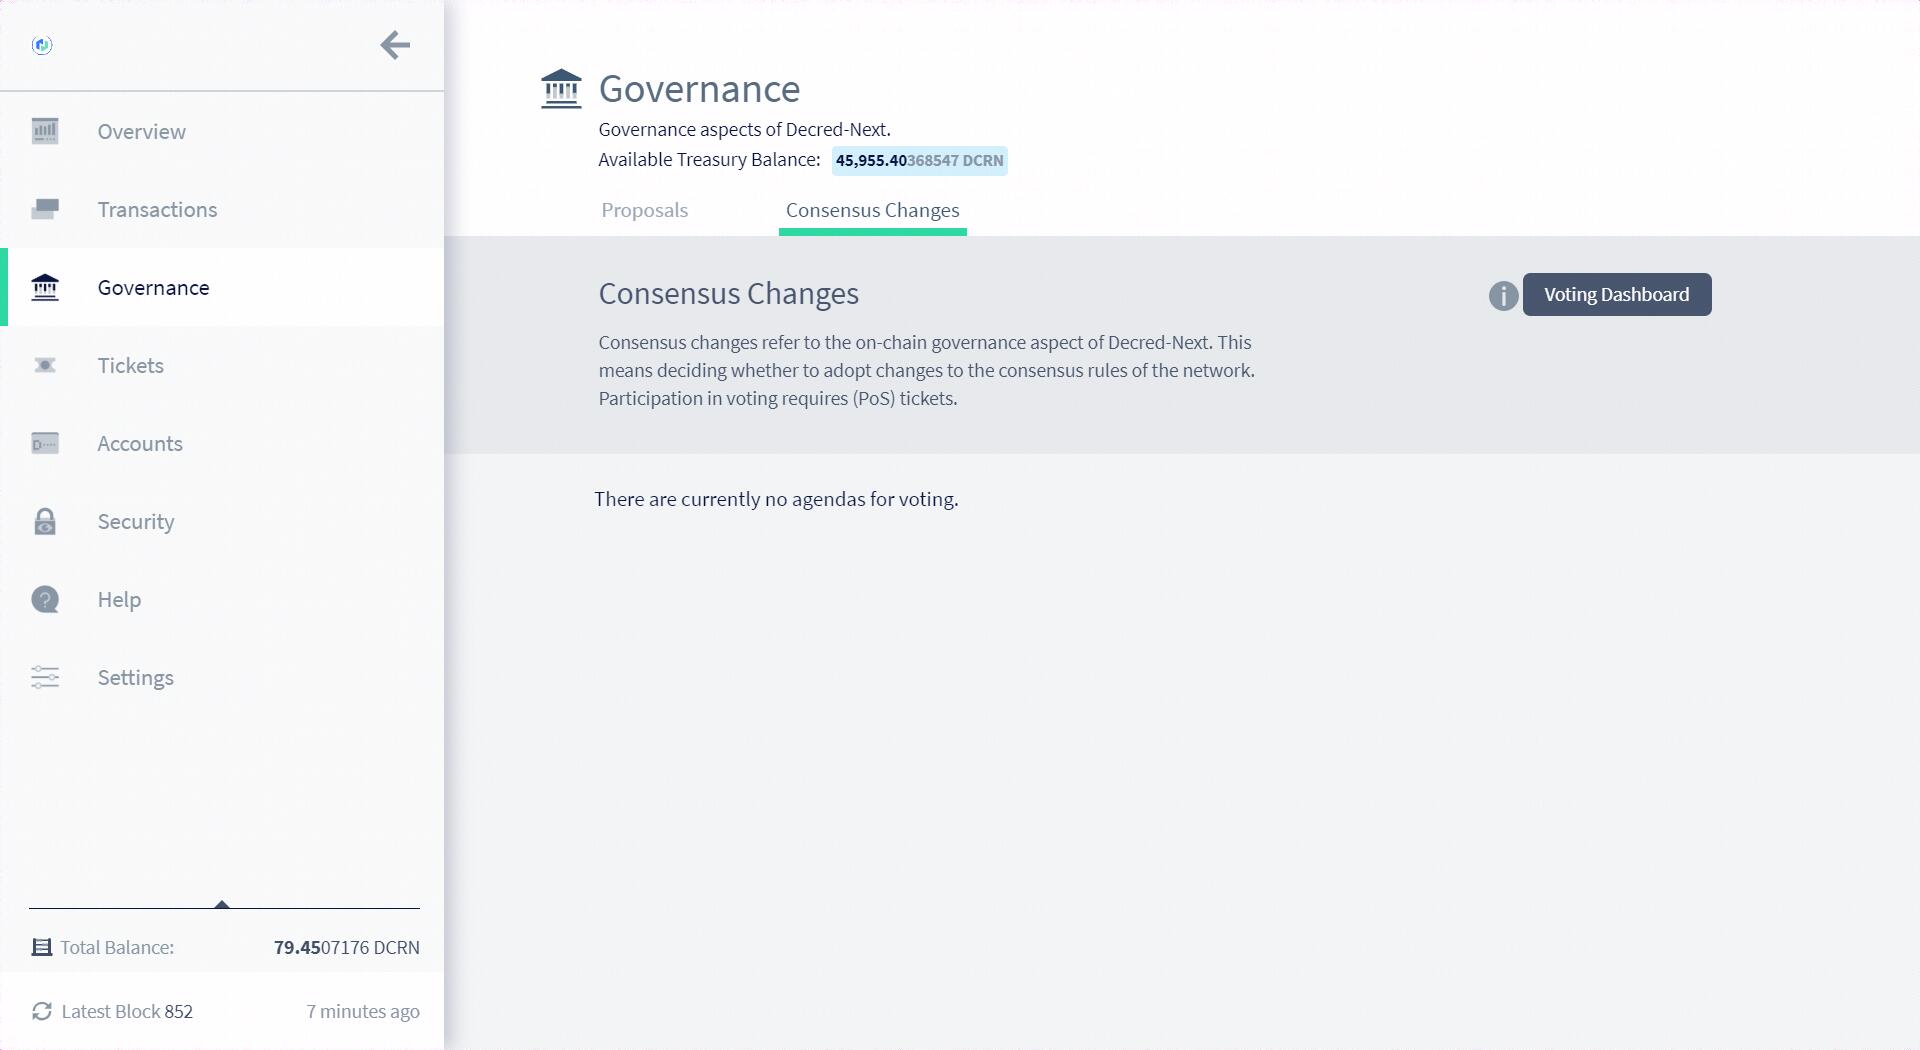 Overview
Transactions
Governance
Tickets
Accounts
Security
Help
Settings
Total Balance: 79.4507176 DCRN
Latest Block 852 7 minutes ago
Governance
Governance aspects of Decred-Next.
Available Treasury Balance: 45,955.40368547 DCRN
Proposals Consensus Changes
Consensus Changes
Voting Dashboard
Consensus changes refer to the on-chain governance aspect of Decred-Next. This
means deciding whether to adopt changes to the consensus rules of the network.
Participation in voting requires (PoS) tickets.
There are currently no agendas for voting.